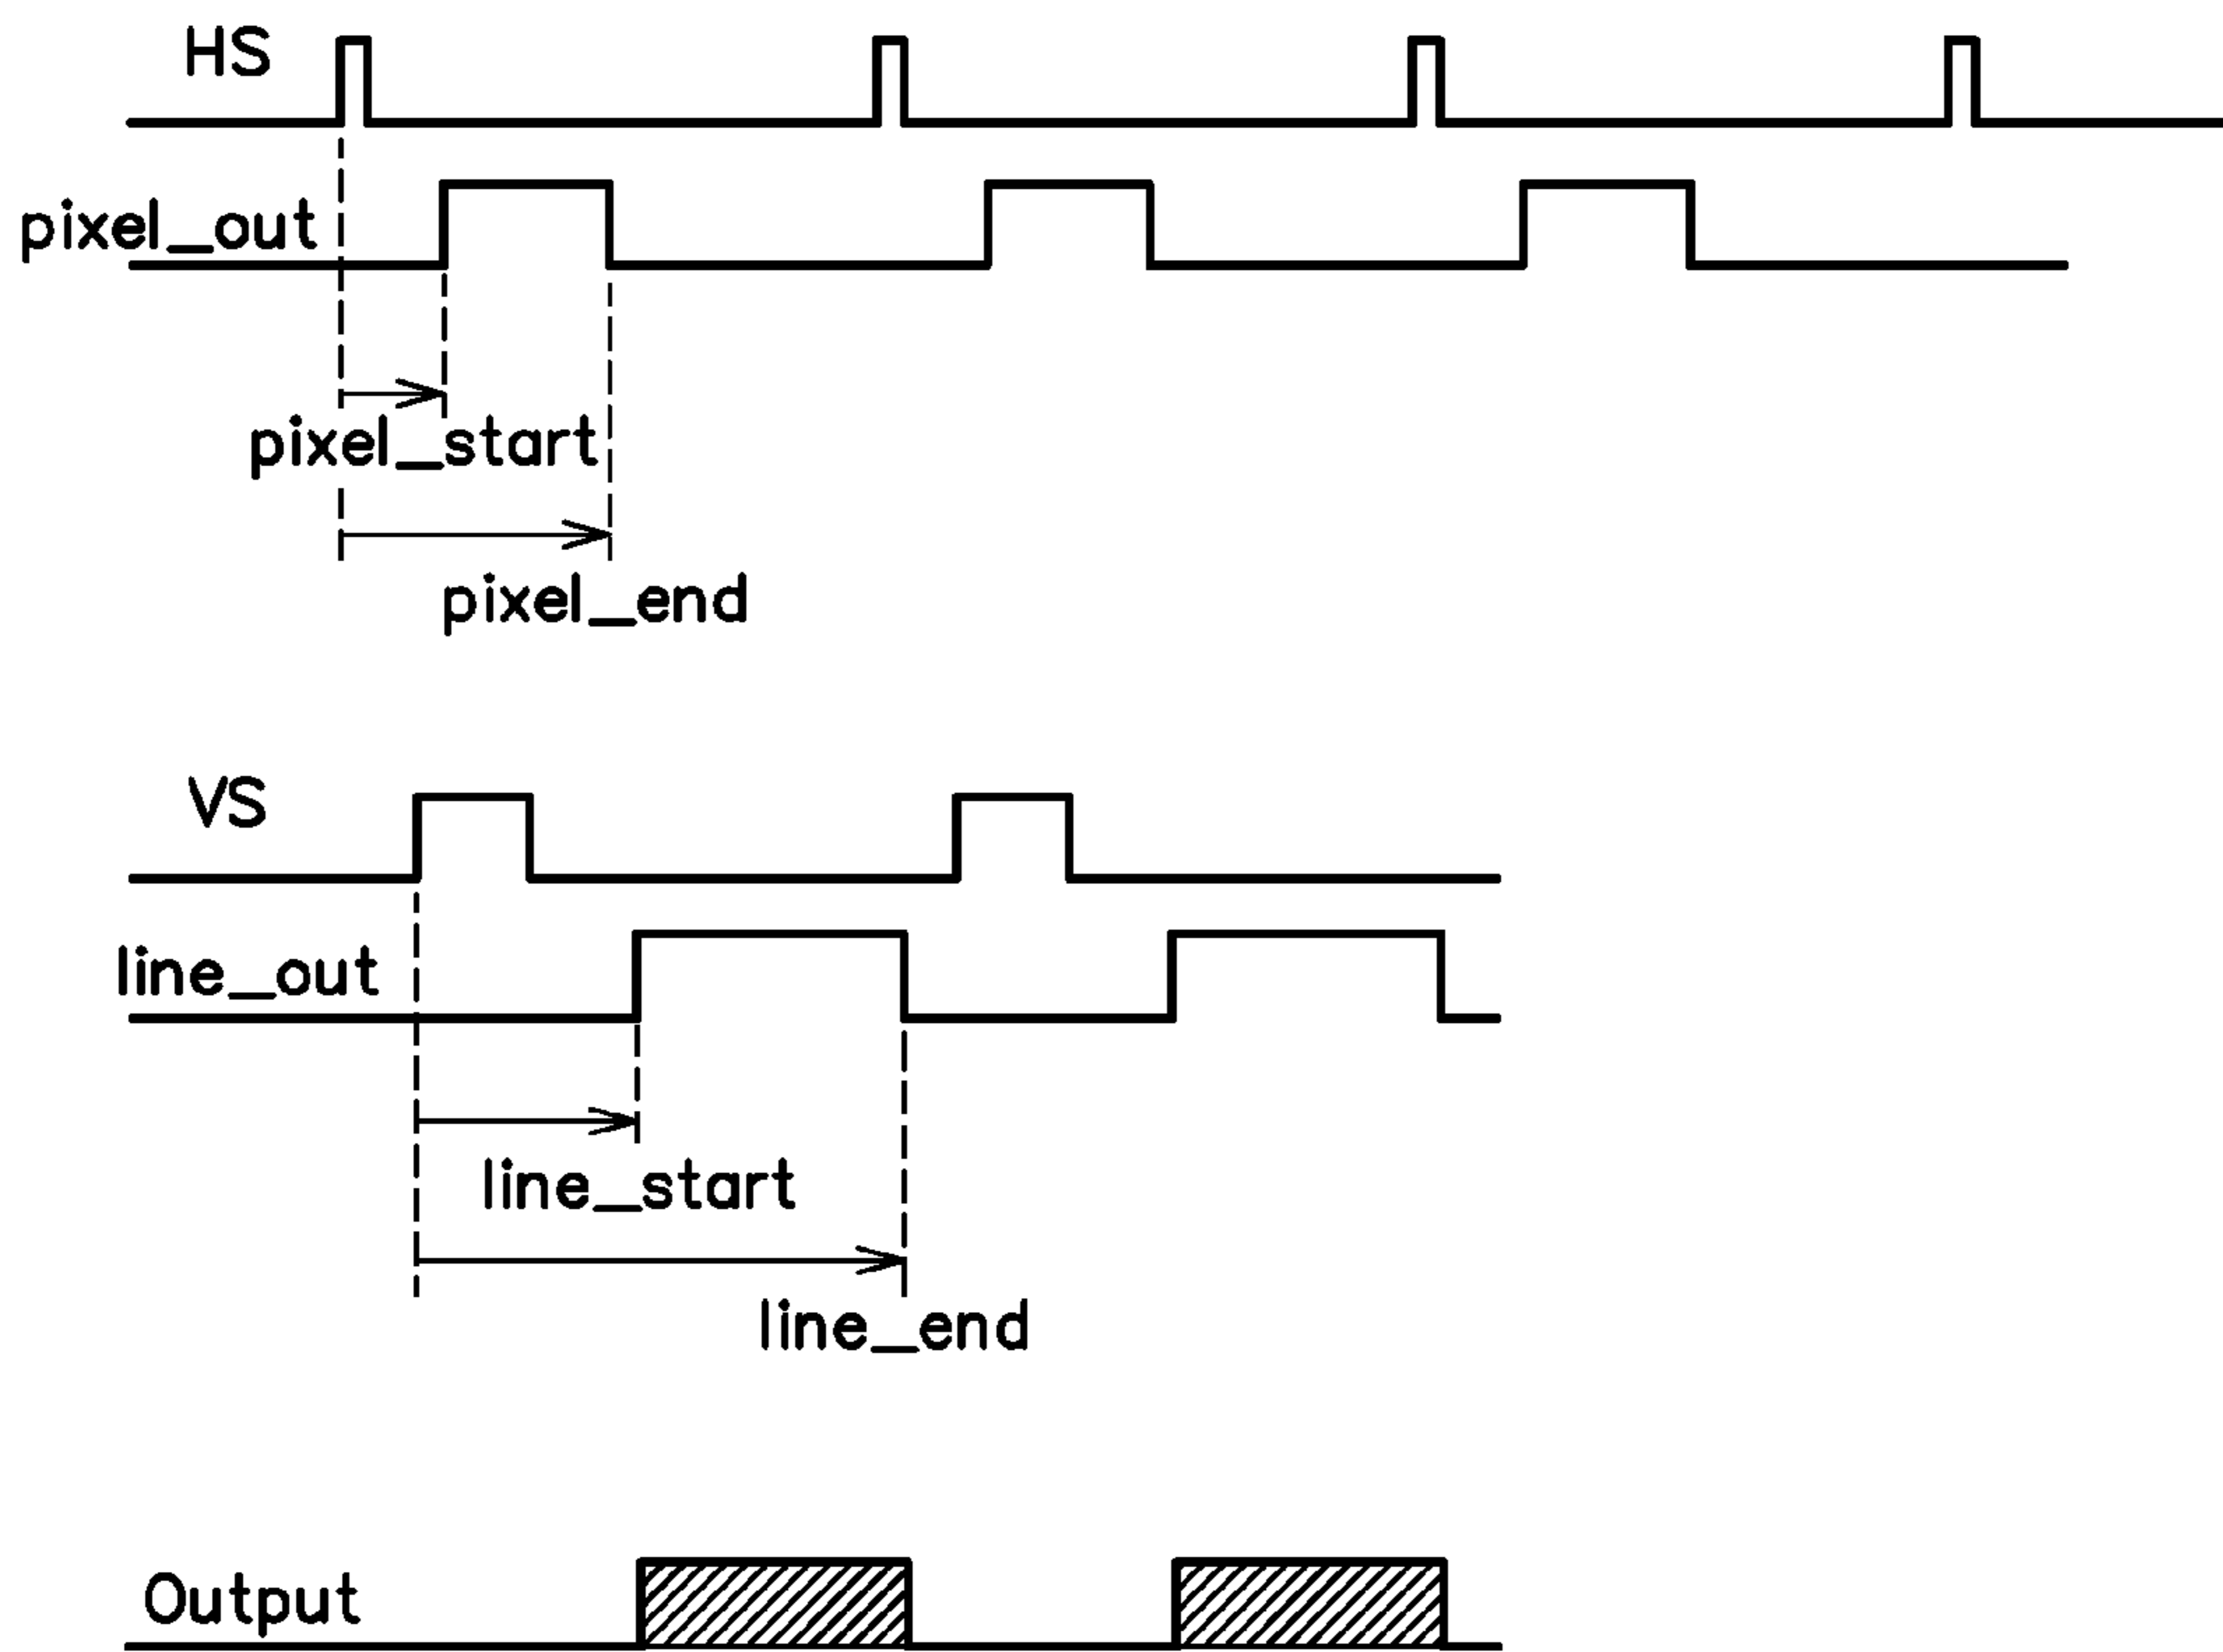 HS
pixel_out
pixel_start
pixel_end
VS
line_out
line_start
line_end
Output